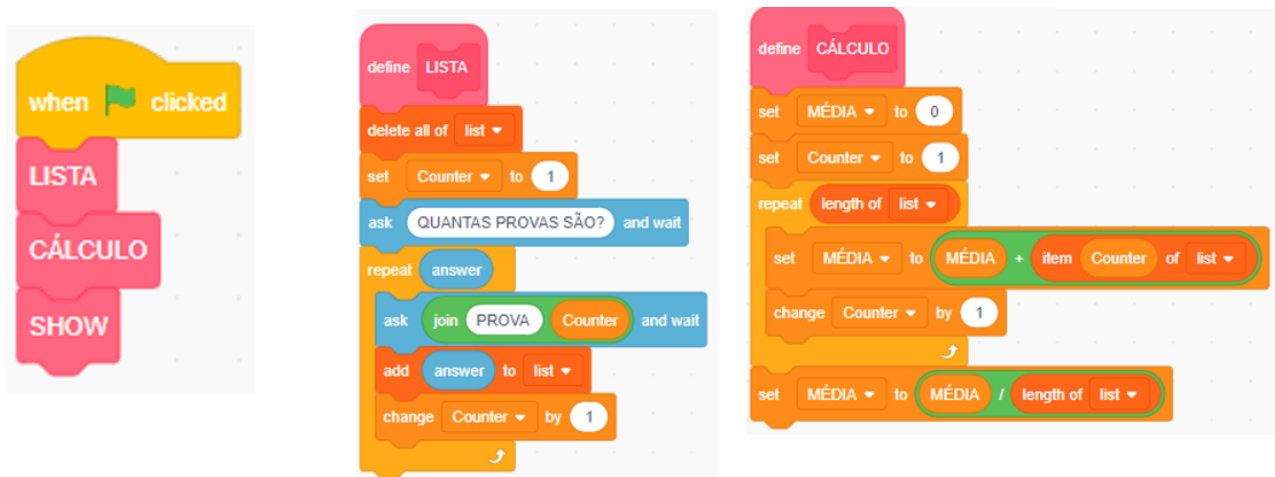 when clicked
LISTA
CÁLCULO
SHOW
define LISTA
delete all of list
set Counter to 1
ask QUANTAS PROVAS SÃO? and wait
repeat answer
ask join PROVA Counter and wait
add answer to list
change Counter by 1
define CÁLCULO
set MÉDIA to 0
set Counter to 1
repeat length of list
set MÉDIA to MÉDIA + item Counter of list
change Counter by 1
set MÉDIA to MÉDIA / length of list